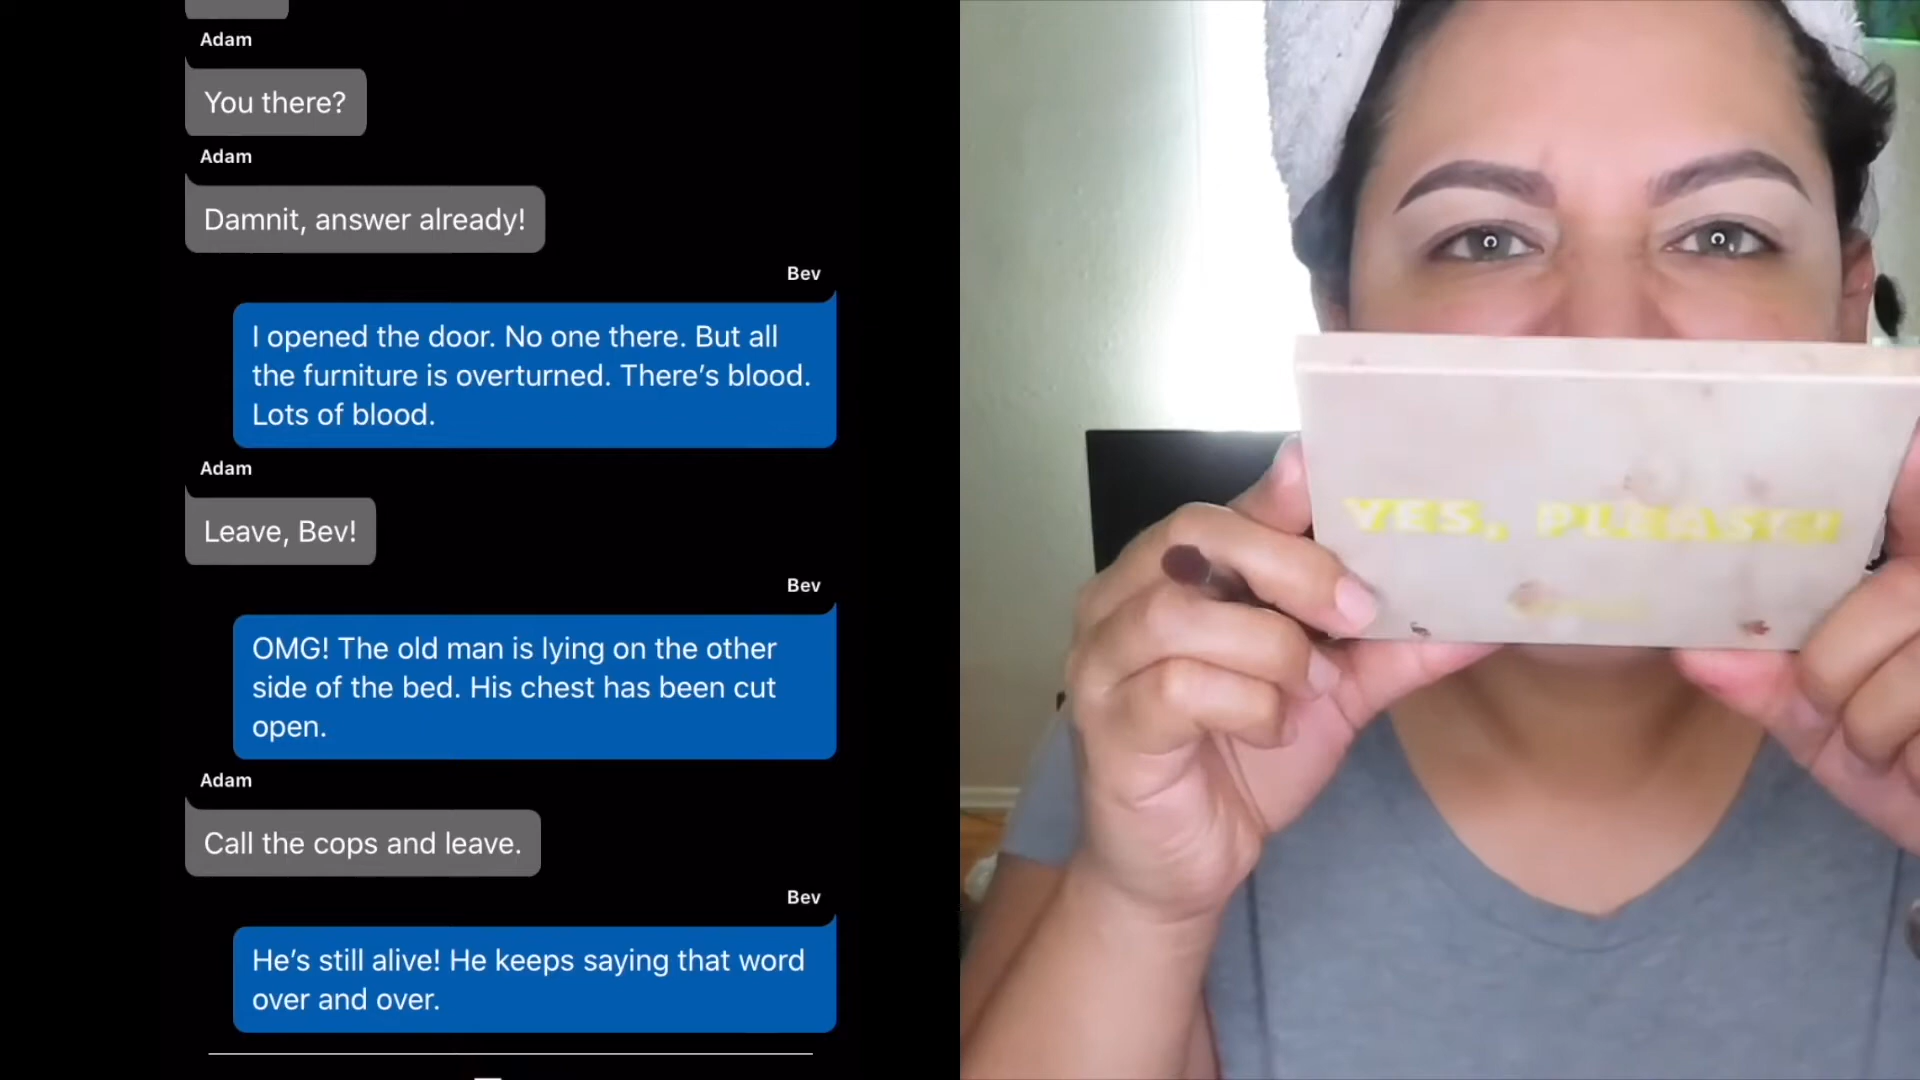 Adam
You there?
Adam
Damnit, answer already!
Bev
I opened the door. No one there. But all
the furniture is overturned. There’s blood.
Lots of blood.
Adam
Leave, Bev!
Bev
OMG! The old man is lying on the other
side of the bed. His chest has been cut
open.
Adam
Call the cops and leave.
Bev
He’s still alive! He keeps saying that word
over and over.
YES, PLEASE!